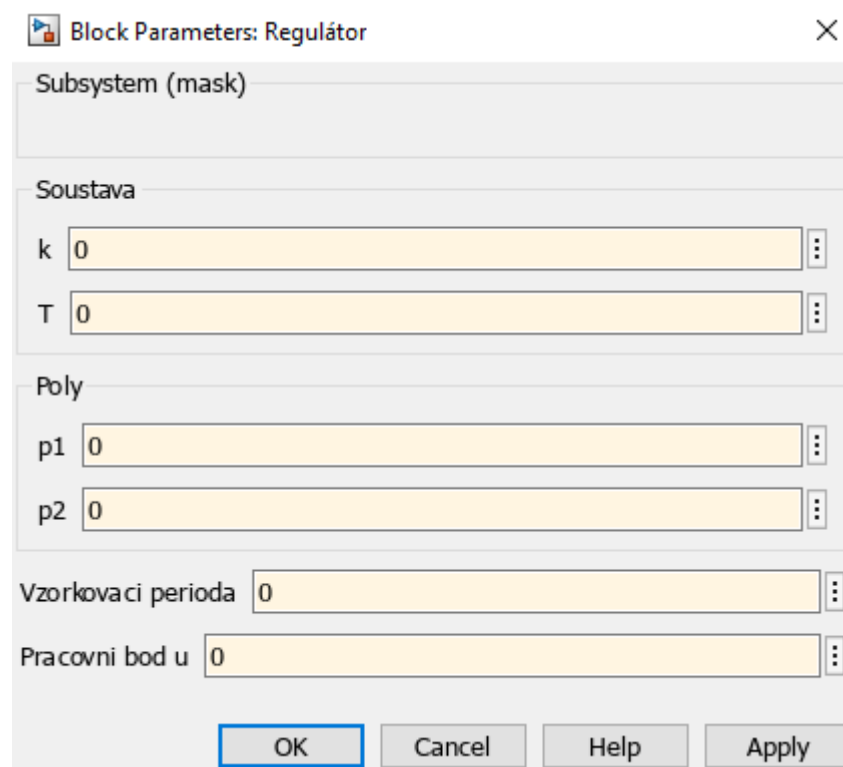 Block Parameters: Regulátor
Subsystem (mask)
Soustava
k 0
T 0
Poly
p1 0
p2 0
Vzorkovaci perioda 0
Pracovni bod u 0
OK Cancel Help Apply